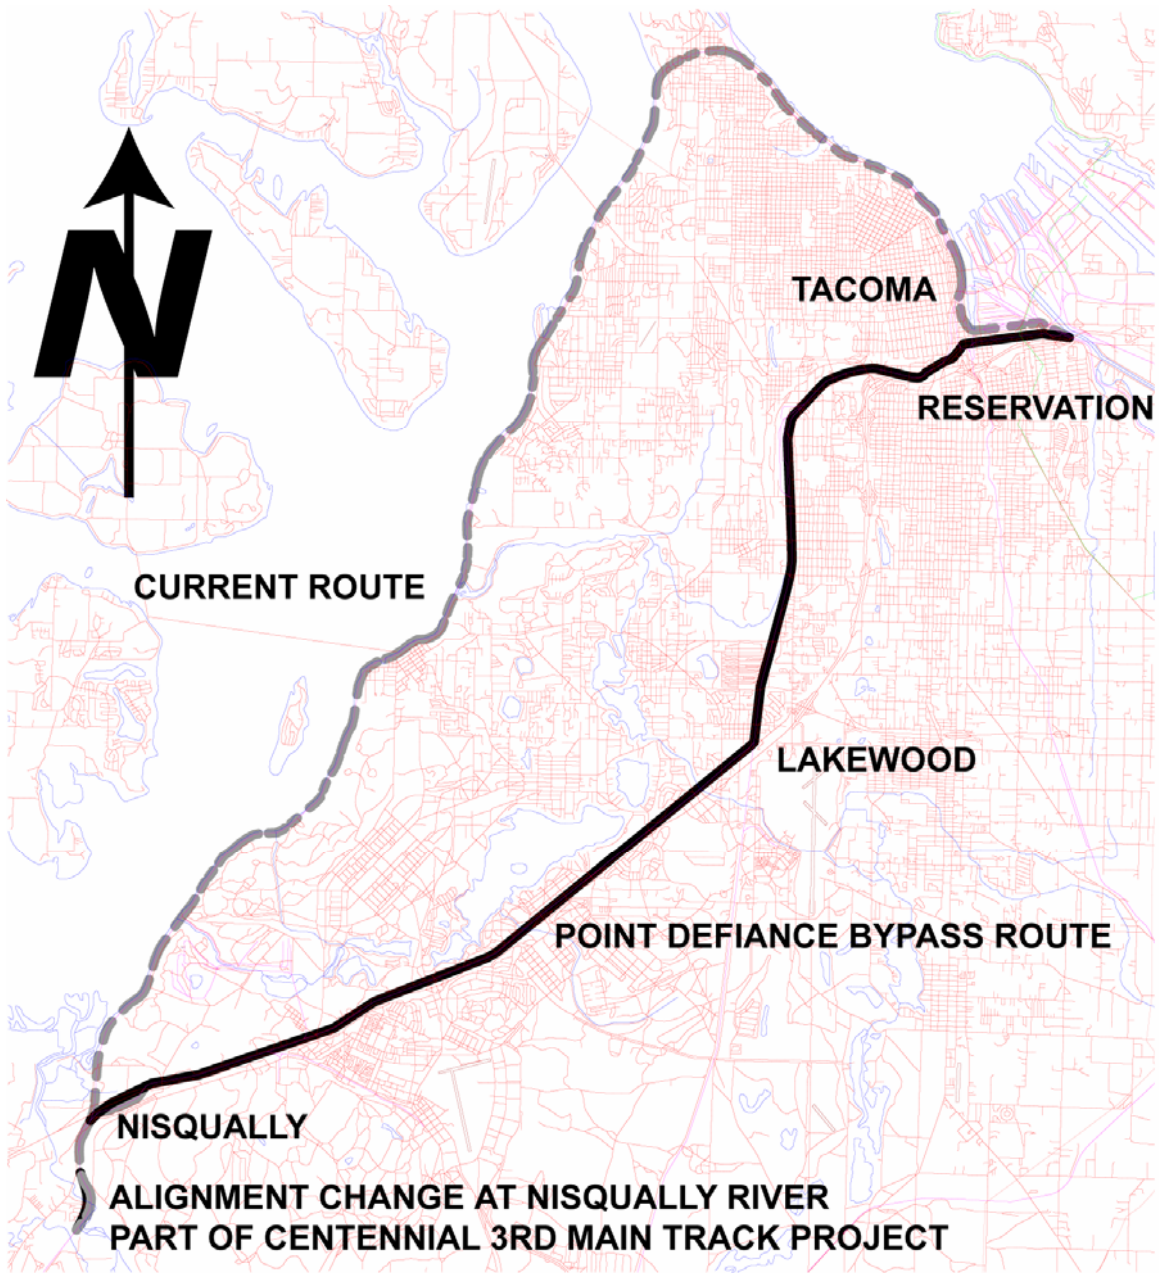 N
TACOMA
RESERVATION
CURRENT ROUTE
LAKEWOOD
POINT DEFIANCE BYPASS ROUTE
NISQUALLY
ALIGNMENT CHANGE AT NISQUALLY RIVER
PART OF CENTENNIAL 3RD MAIN TRACK PROJECT